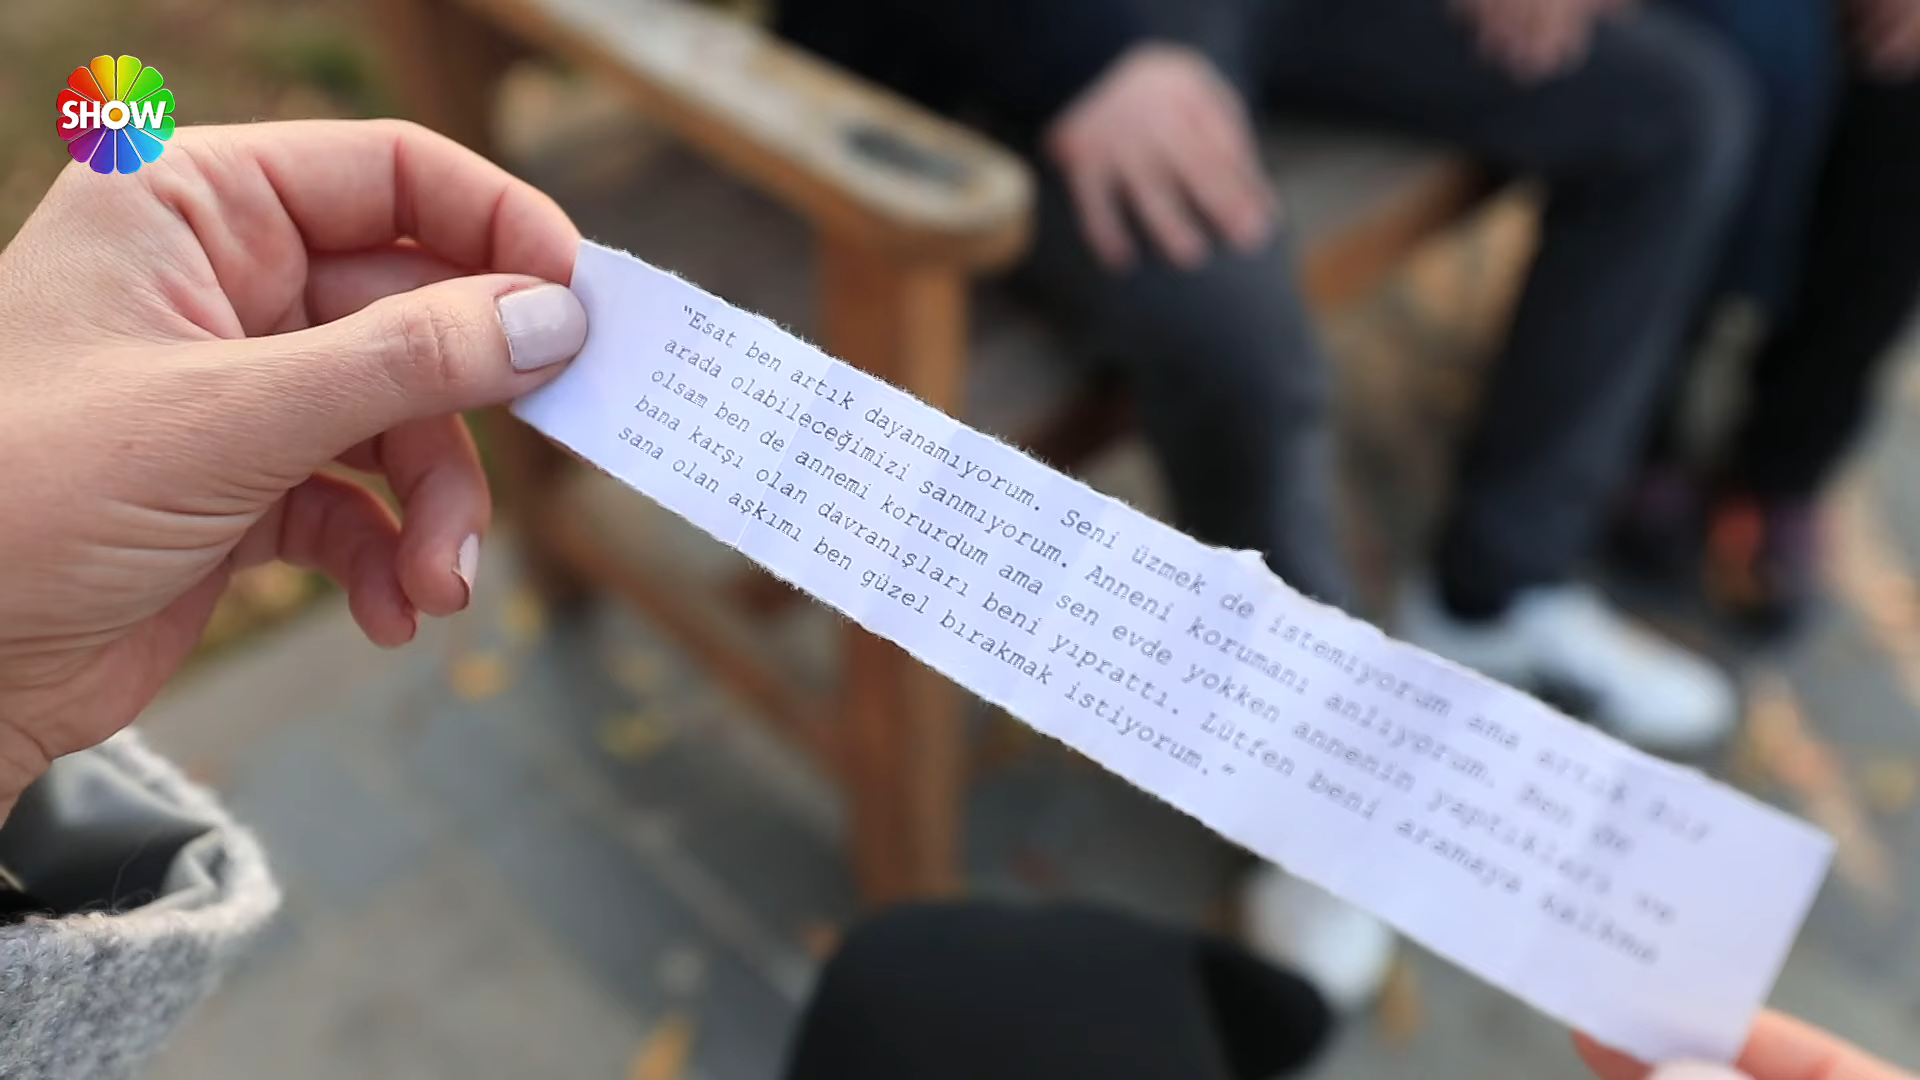 SHOW
"Esat ben artık dayanamıyorum. Seni üzmek de istemiyorum ama artık bir
arada olabileceğimizi sanmıyorum. Anneni korumanı anlıyorum. Ben de
olsam ben de annemi korurdum ama sen evde yokken annenin yaptıkları ve
bana karşı olan davranışları beni yıprattı. Lütfen beni aramaya kalkma
sana olan aşkımı ben güzel bırakmak istiyorum."